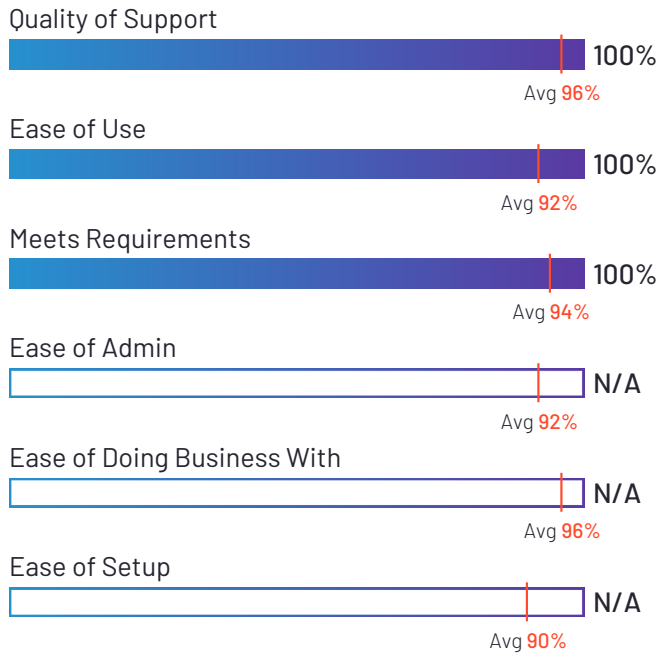 Quality of Support
100%
Avg 96%
Ease of Use
100%
Avg 92%
Meets Requirements
100%
Avg 94%
Ease of Admin
N/A
Avg 92%
Ease of Doing Business With
N/A
Avg 96%
Ease of Setup
N/A
Avg 90%